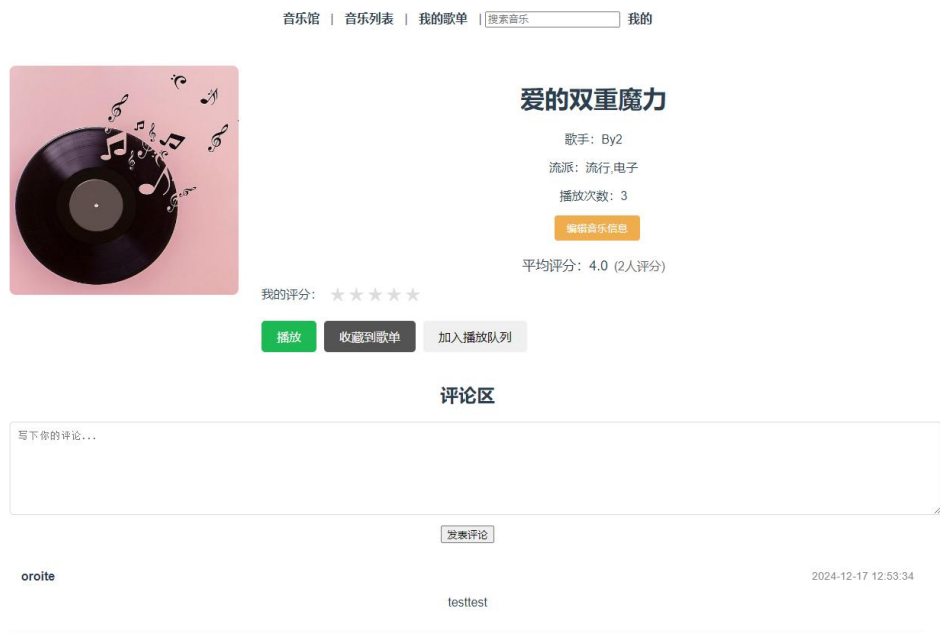 音乐馆 | 音乐列表 | 我的歌单 | 搜索音乐 我的
爱的双重魔力
歌手：By2
流派：流行,电子
播放次数：3
编辑音乐信息
平均评分：4.0 (2人评分)
我的评分： ★★★★★
播放 收藏到歌单 加入播放队列
评论区
写下你的评论...
发表评论
oroite 2024-12-17 12:53:34
testtest